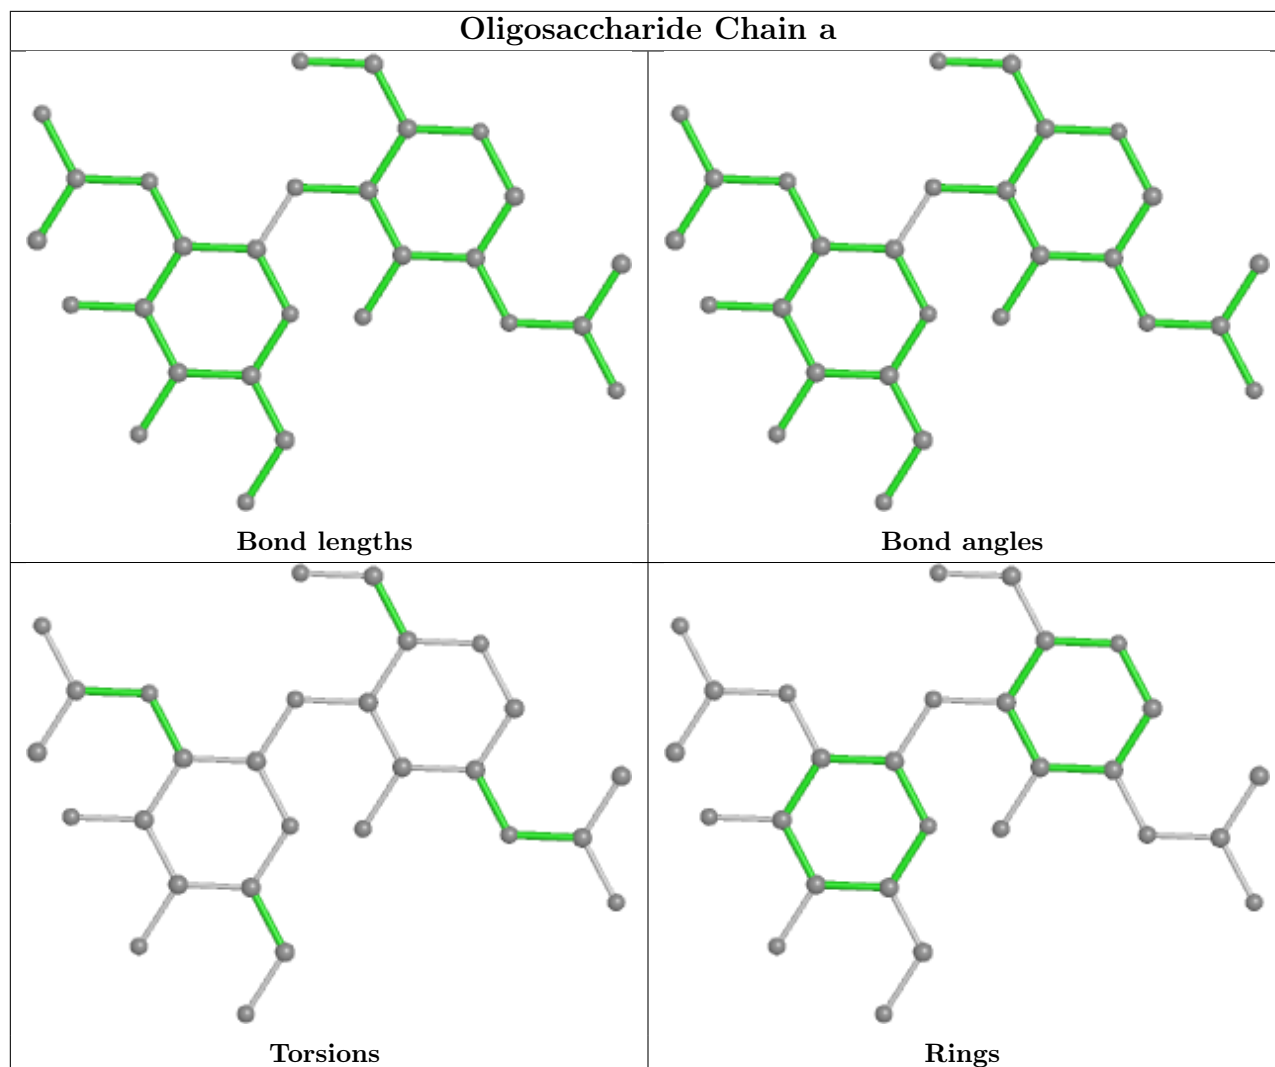 Oligosaccharide Chain a
Bond lengths
Bond angles
Torsions
Rings